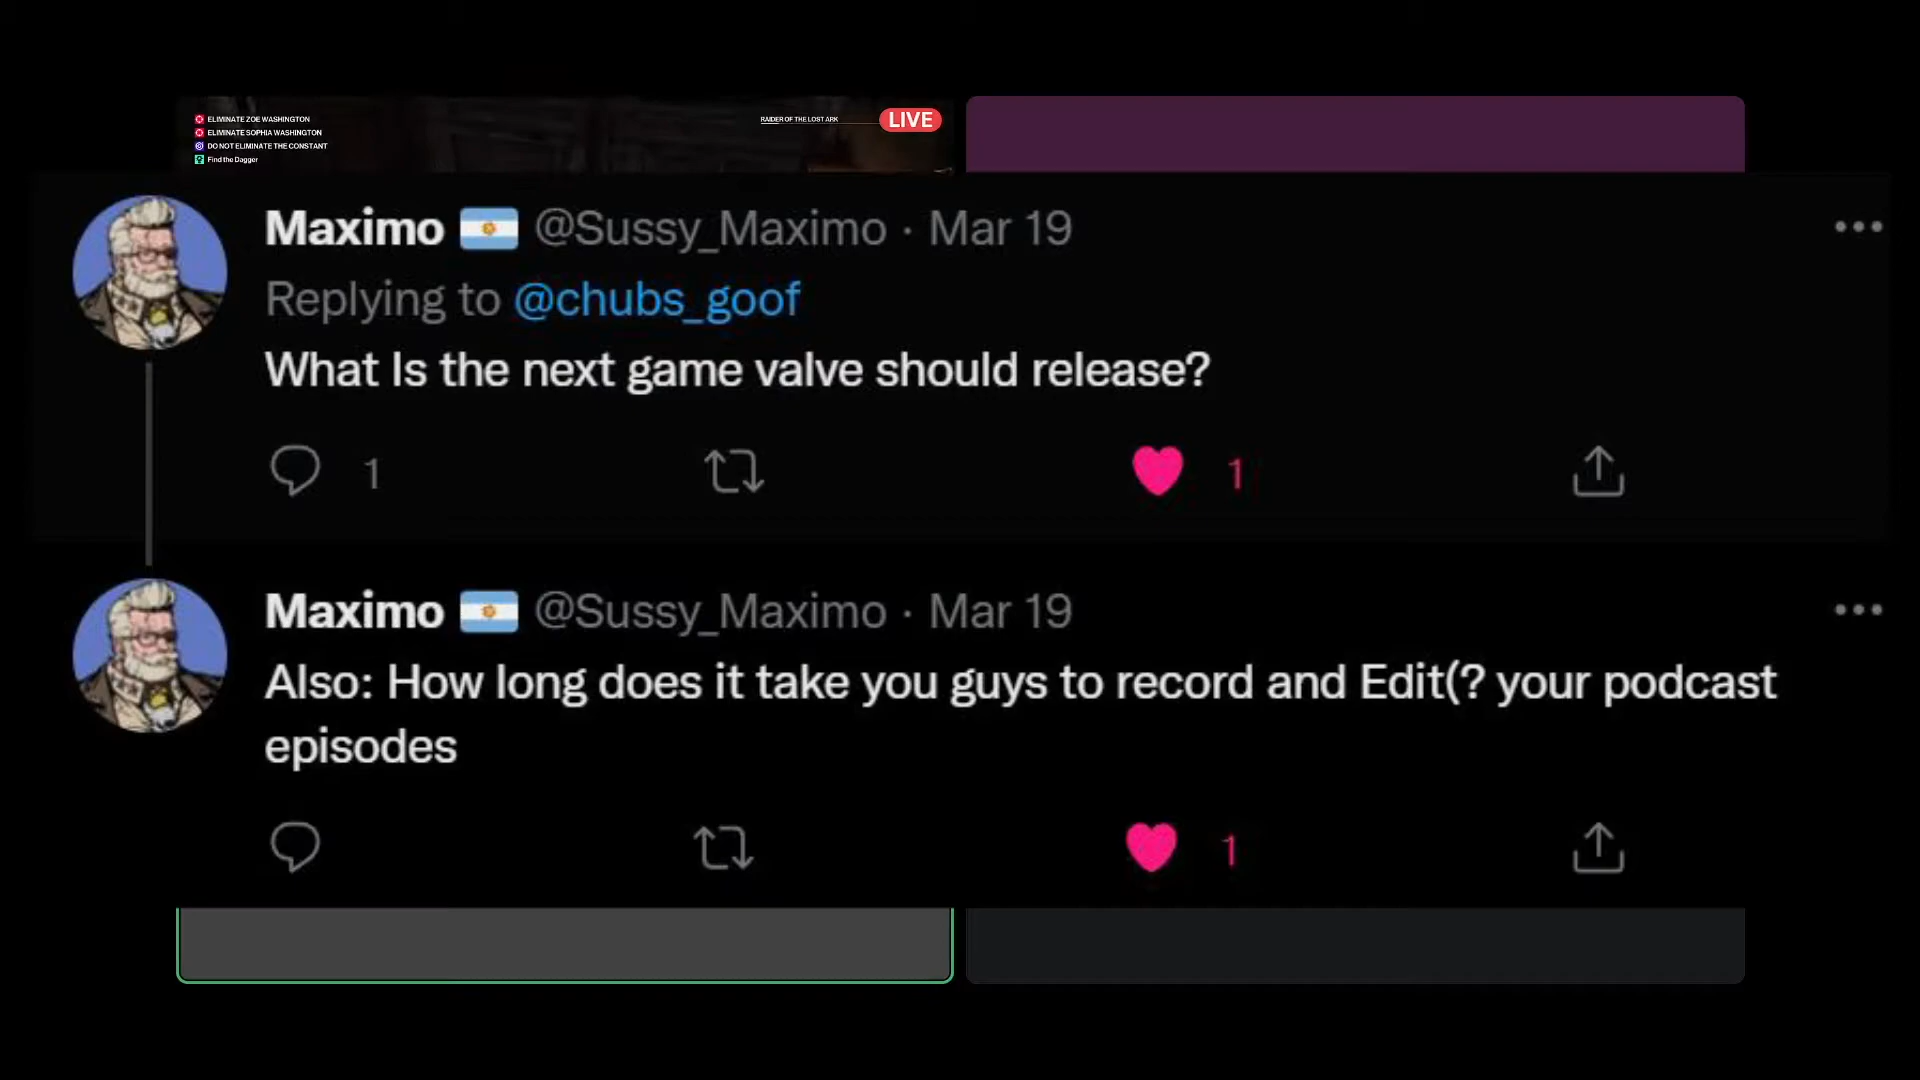 ELIMINATE ZOE WASHINGTON
ELIMINATE SOPHIA WASHINGTON
DO NOT ELIMINATE THE CONSTANT
Find the Dagger
RAIDER OF THE LOST ARK
LIVE
Maximo @Sussy_Maximo · Mar 19
Replying to @chubs_goof
What Is the next game valve should release?
1 1
Maximo @Sussy_Maximo · Mar 19
Also: How long does it take you guys to record and Edit(? your podcast
episodes
1